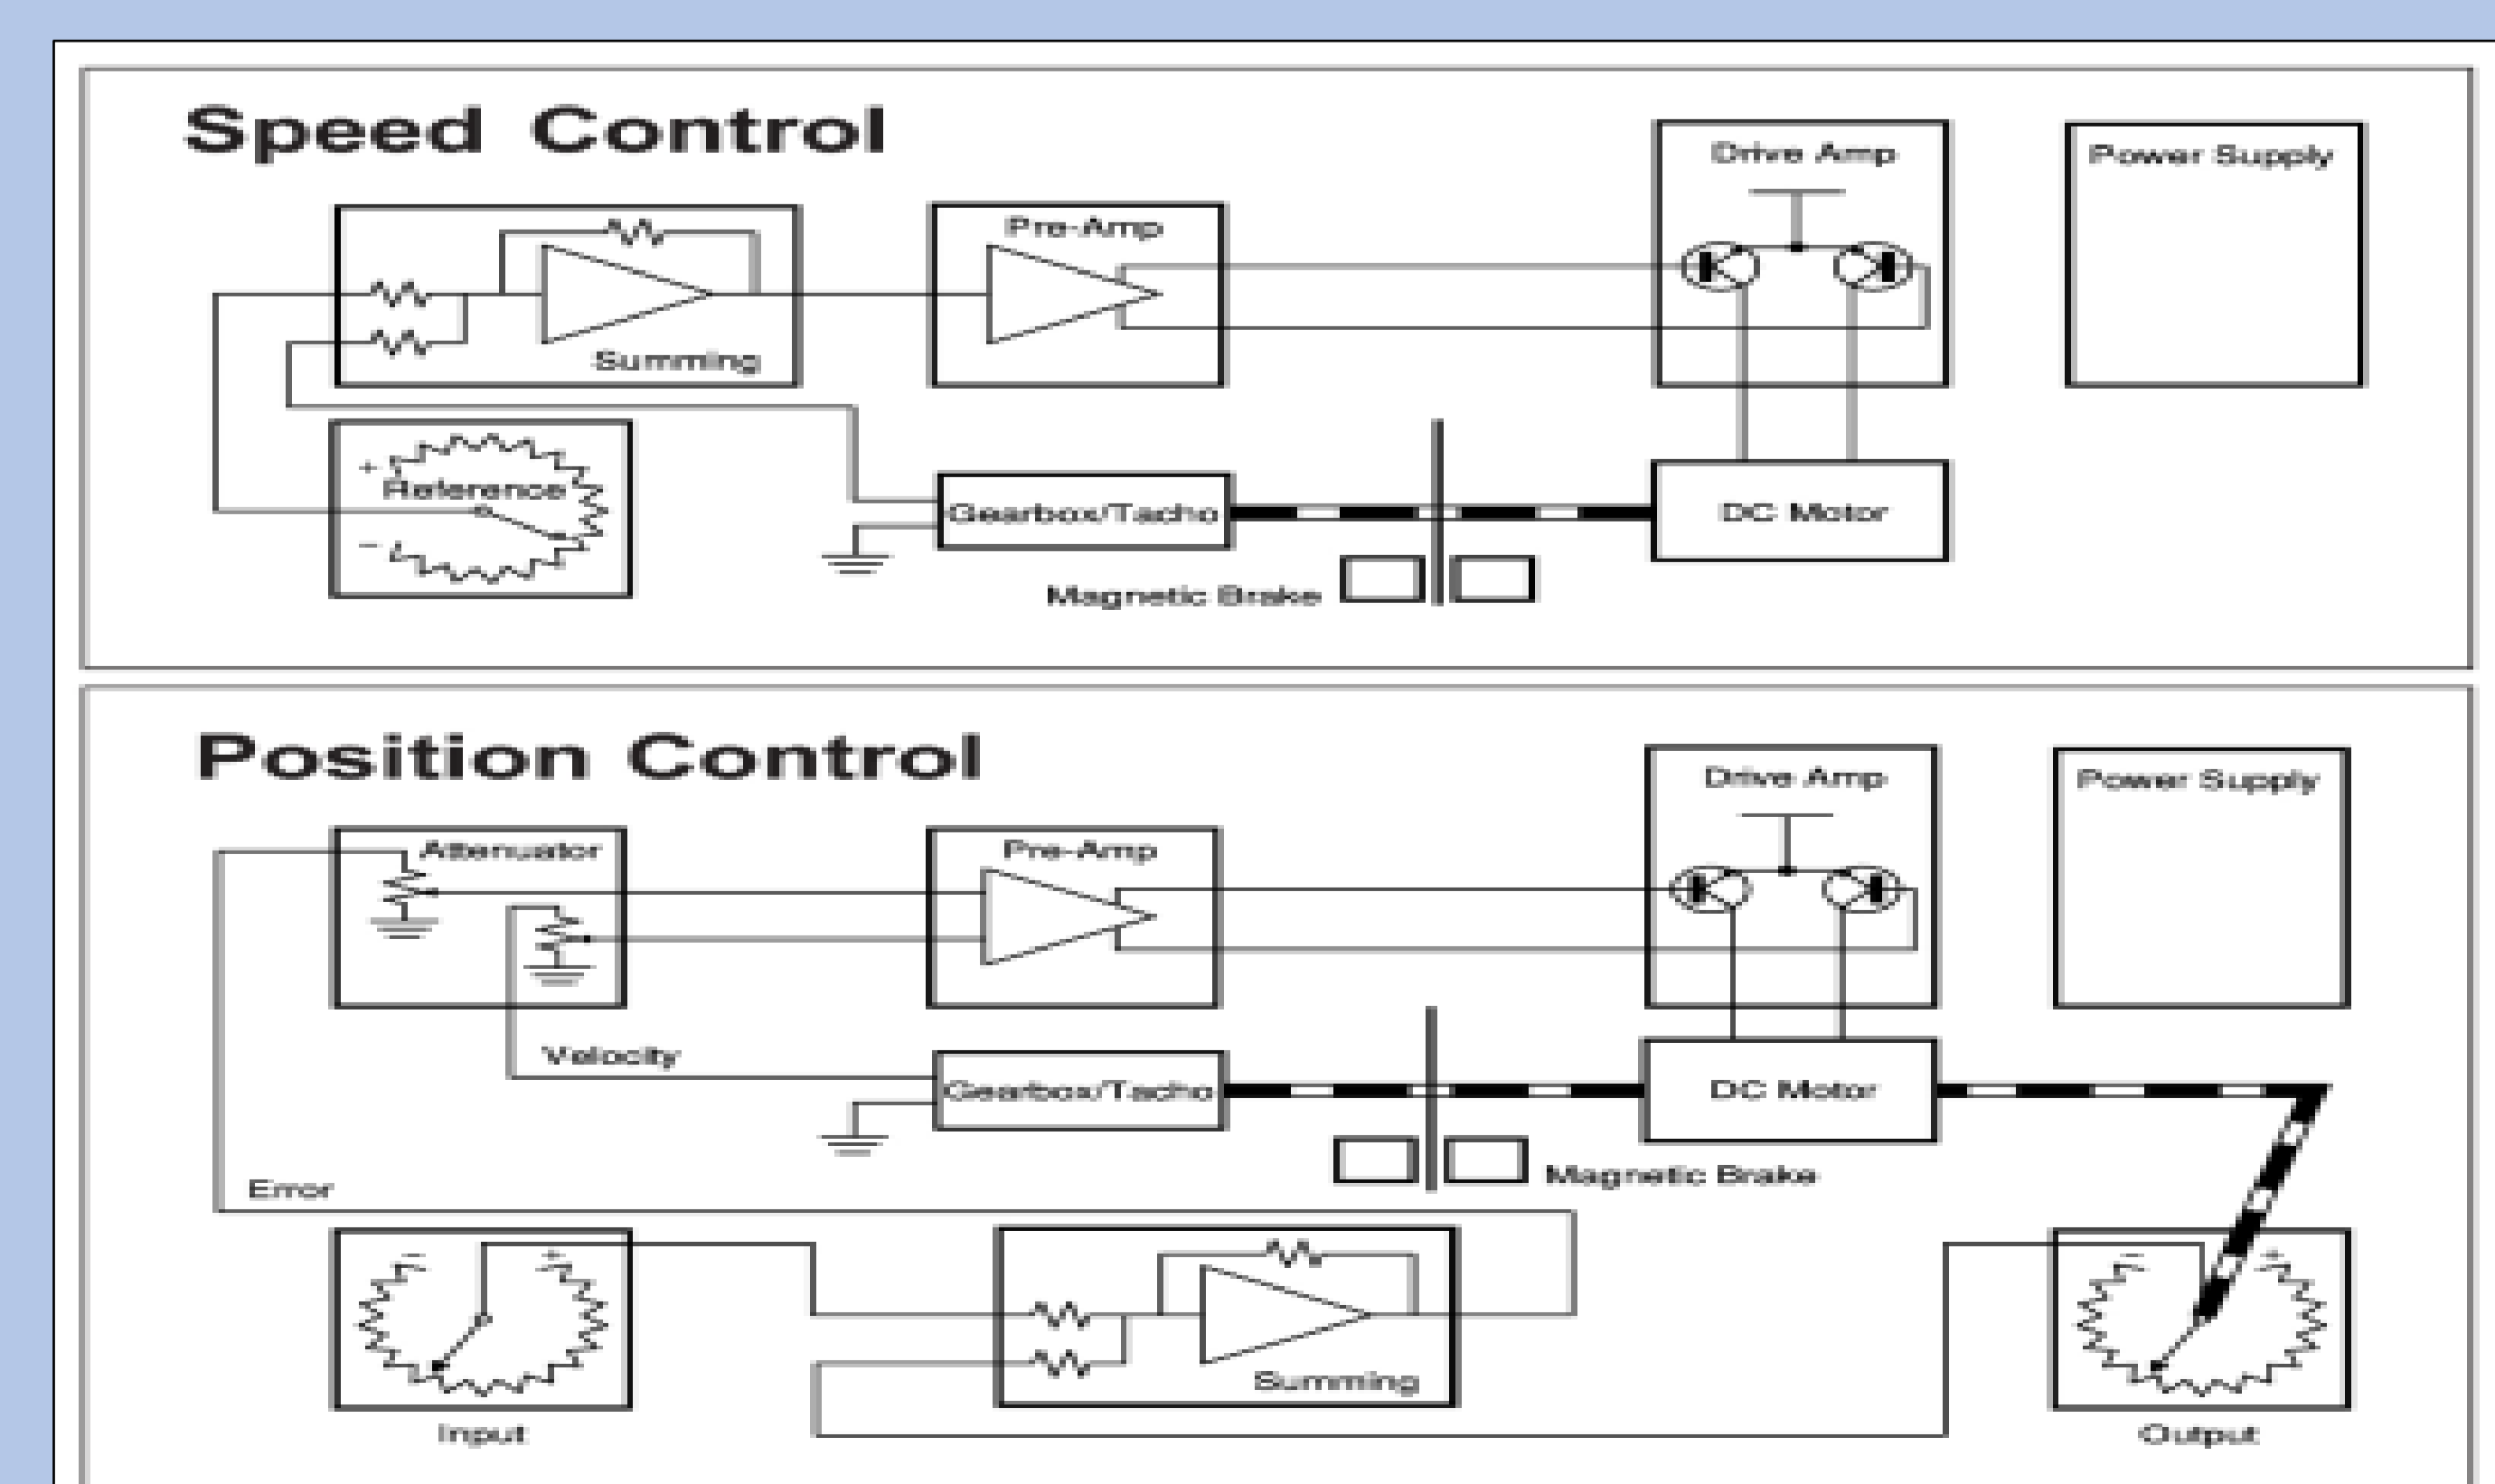 Speed Control
Drive Amp
Power Supply
Pre-Amp
Summing
+
Reference
−
Gearbox/Tacho
DC Motor
Magnetic Brake
Position Control
Drive Amp
Power Supply
Attenuator
Pre-Amp
Velocity
Gearbox/Tacho
DC Motor
Magnetic Brake
Error
− +
− +
Summing
Input
Output